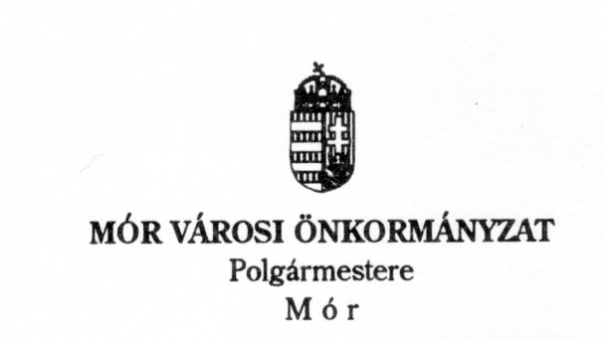 MÓR VÁROSI ÖNKORMÁNYZAT
Polgármestere
M ó r